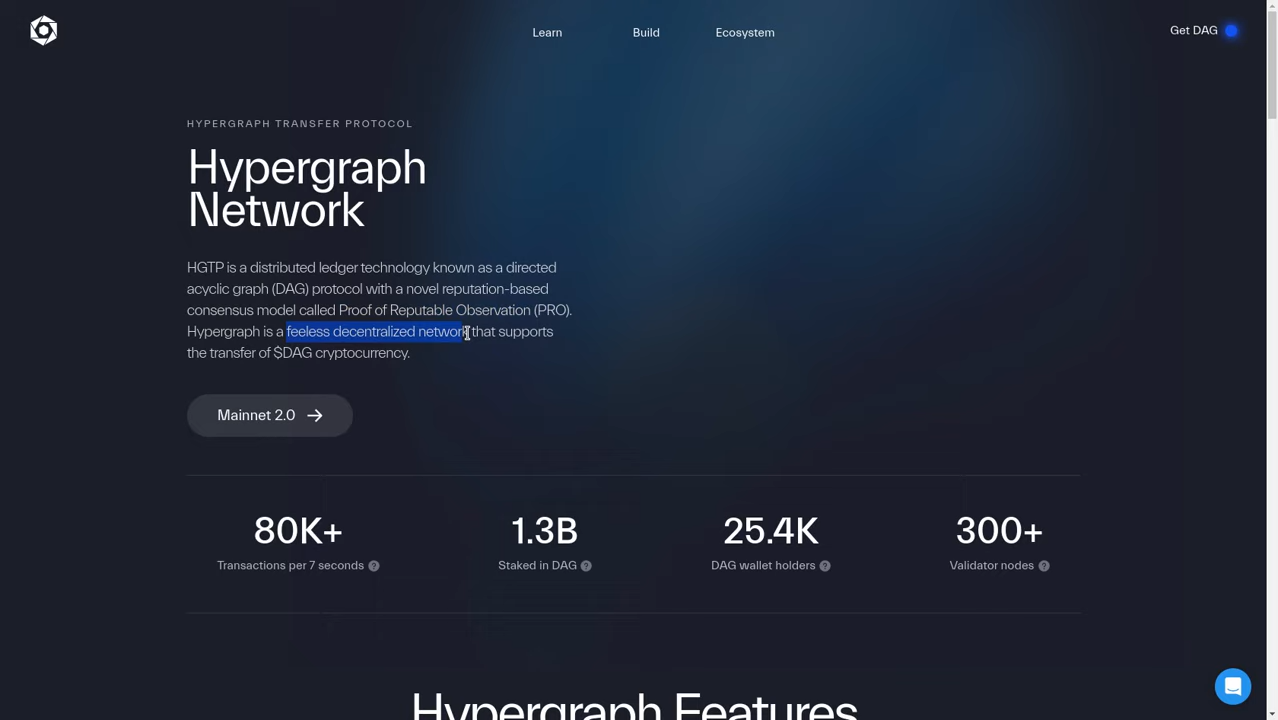 Learn
Build
Ecosystem
Get DAG
HYPERGRAPH TRANSFER PROTOCOL
Hypergraph
Network
HGTP is a distributed ledger technology known as a directed
acyclic graph (DAG) protocol with a novel reputation-based
consensus model called Proof of Reputable Observation (PRO).
Hypergraph is a feeless decentralized network that supports
the transfer of $DAG cryptocurrency.
Mainnet 2.0 →
80K+
Transactions per 7 seconds ?
1.3B
Staked in DAG ?
25.4K
DAG wallet holders ?
300+
Validator nodes ?
Hypergraph Features